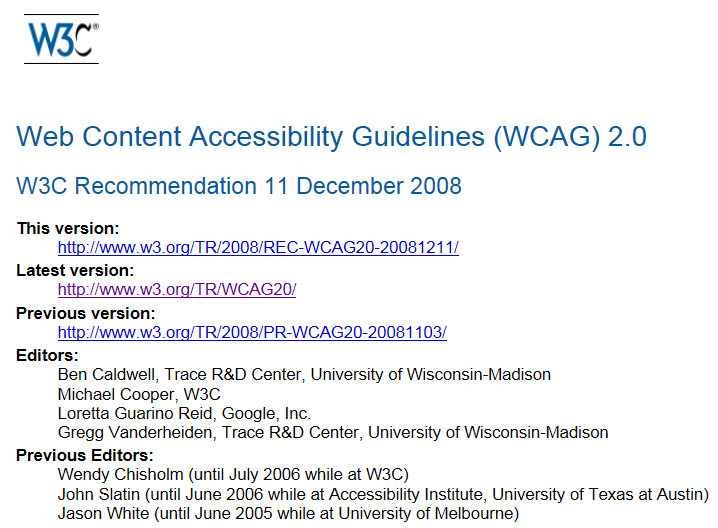 W3C®
Web Content Accessibility Guidelines (WCAG) 2.0
W3C Recommendation 11 December 2008
This version:
http://www.w3.org/TR/2008/REC-WCAG20-20081211/
Latest version:
http://www.w3.org/TR/WCAG20/
Previous version:
http://www.w3.org/TR/2008/PR-WCAG20-20081103/
Editors:
Ben Caldwell, Trace R&D Center, University of Wisconsin-Madison
Michael Cooper, W3C
Loretta Guarino Reid, Google, Inc.
Gregg Vanderheiden, Trace R&D Center, University of Wisconsin-Madison
Previous Editors:
Wendy Chisholm (until July 2006 while at W3C)
John Slatin (until June 2006 while at Accessibility Institute, University of Texas at Austin)
Jason White (until June 2005 while at University of Melbourne)